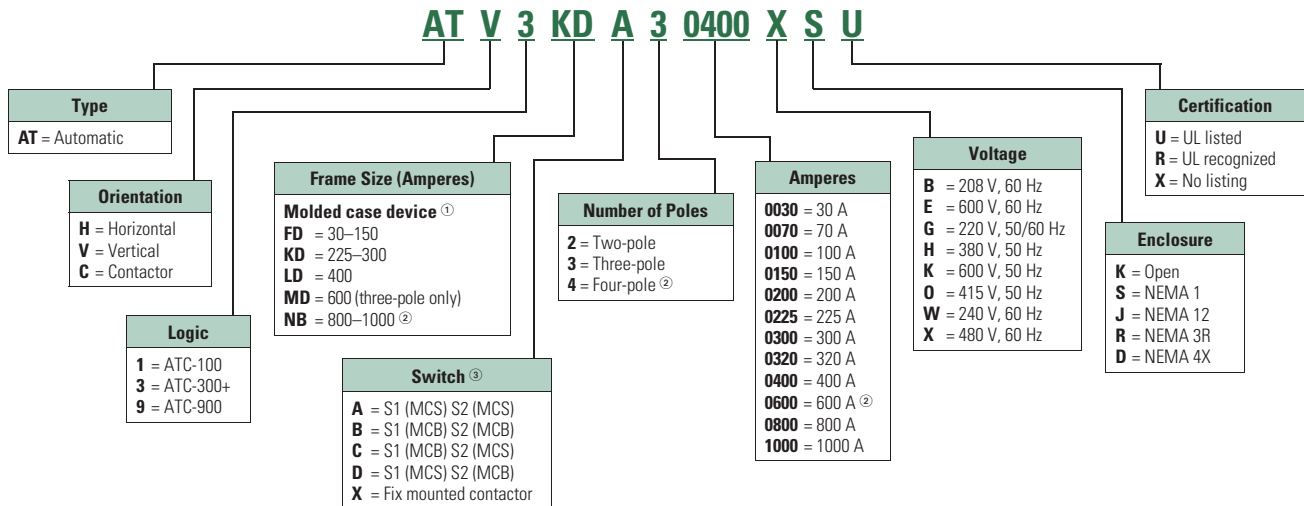 AT V 3 KD A 3 0400 X S U
Type
AT = Automatic
Orientation
H = Horizontal
V = Vertical
C = Contactor
Logic
1 = ATC-100
3 = ATC-300+
9 = ATC-900
Frame Size (Amperes)
Molded case device ①
FD = 30–150
KD = 225–300
LD = 400
MD = 600 (three-pole only)
NB = 800–1000 ②
Switch ③
A = S1 (MCS) S2 (MCS)
B = S1 (MCB) S2 (MCB)
C = S1 (MCB) S2 (MCS)
D = S1 (MCS) S2 (MCB)
X = Fix mounted contactor
Number of Poles
2 = Two-pole
3 = Three-pole
4 = Four-pole ②
Amperes
0030 = 30 A
0070 = 70 A
0100 = 100 A
0150 = 150 A
0200 = 200 A
0225 = 225 A
0300 = 300 A
0320 = 320 A
0400 = 400 A
0600 = 600 A ②
0800 = 800 A
1000 = 1000 A
Voltage
B = 208 V, 60 Hz
E = 600 V, 60 Hz
G = 220 V, 50/60 Hz
H = 380 V, 50 Hz
K = 600 V, 50 Hz
O = 415 V, 50 Hz
W = 240 V, 60 Hz
X = 480 V, 60 Hz
Enclosure
K = Open
S = NEMA 1
J = NEMA 12
R = NEMA 3R
D = NEMA 4X
Certification
U = UL listed
R = UL recognized
X = No listing